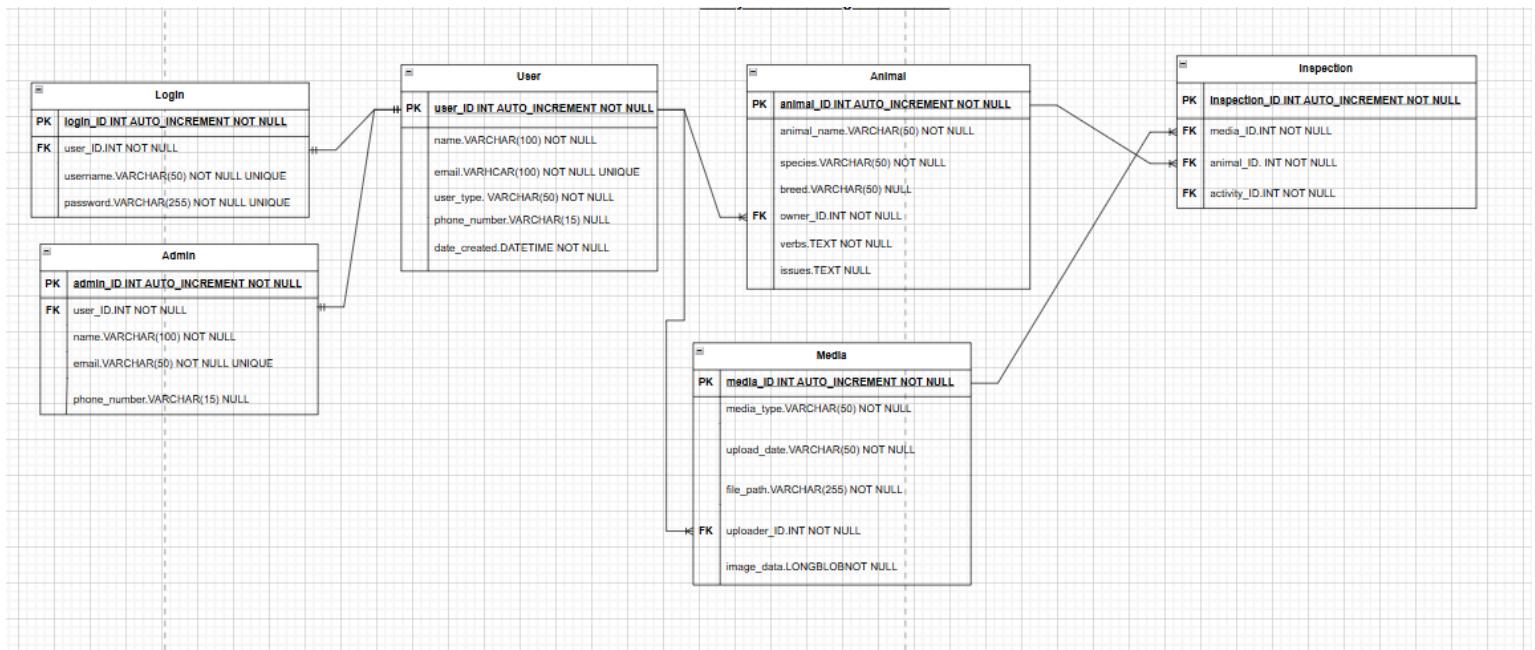 Login
PK login_ID INT AUTO_INCREMENT NOT NULL
FK user_ID.INT NOT NULL
username.VARCHAR(50) NOT NULL UNIQUE
password.VARCHAR(255) NOT NULL UNIQUE
Admin
PK admin_ID INT AUTO_INCREMENT NOT NULL
FK user_ID.INT NOT NULL
name.VARCHAR(100) NOT NULL
email.VARCHAR(50) NOT NULL UNIQUE
phone_number.VARCHAR(15) NULL
User
PK user_ID INT AUTO_INCREMENT NOT NULL
name.VARCHAR(100) NOT NULL
email.VARHCAR(100) NOT NULL UNIQUE
user_type. VARCHAR(50) NOT NULL
phone_number.VARCHAR(15) NULL
date_created.DATETIME NOT NULL
Animal
PK animal_ID INT AUTO_INCREMENT NOT NULL
animal_name.VARCHAR(50) NOT NULL
species.VARCHAR(50) NOT NULL
breed.VARCHAR(50) NULL
FK owner_ID.INT NOT NULL
verbs.TEXT NOT NULL
issues.TEXT NULL
Media
PK media_ID INT AUTO_INCREMENT NOT NULL
media_type.VARCHAR(50) NOT NULL
upload_date.VARCHAR(50) NOT NULL
file_path.VARCHAR(255) NOT NULL
FK uploader_ID.INT NOT NULL
image_data.LONGBLOBNOT NULL
Inspection
PK Inspection_ID INT AUTO_INCREMENT NOT NULL
FK media_ID.INT NOT NULL
FK animal_ID. INT NOT NULL
FK activity_ID.INT NOT NULL